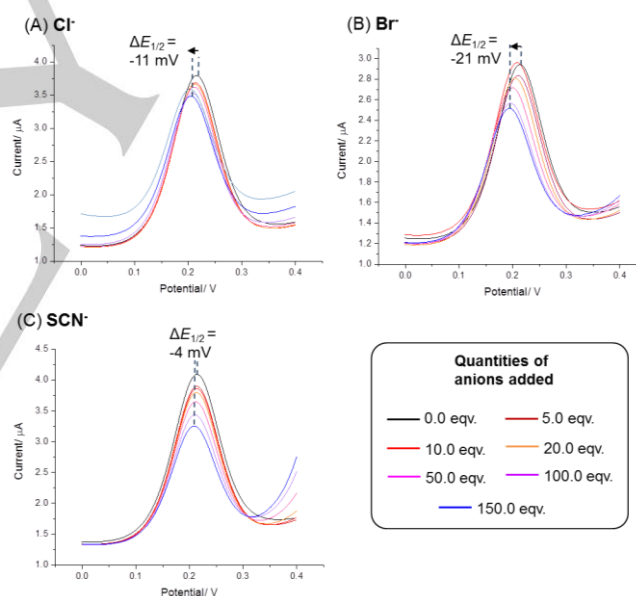 (A) Cl-
ΔE1/2 =
-11 mV
4.0
3.5
3.0
2.5
2.0
1.5
1.0
Current/ μA
0.0
0.1
0.2
0.3
0.4
Potential/ V
(B) Br-
ΔE1/2 =
-21 mV
3.0
2.8
2.6
2.4
2.2
2.0
1.8
1.6
1.4
1.2
1.0
Current/ μA
0.0
0.1
0.2
0.3
0.4
Potential/ V
(C) SCN-
ΔE1/2 =
-4 mV
4.5
4.0
3.5
3.0
2.5
2.0
1.5
1.0
Current/ μA
0.0
0.1
0.2
0.3
0.4
Potential/ V
Quantities of
anions added
0.0 eqv. 5.0 eqv.
10.0 eqv. 20.0 eqv.
50.0 eqv. 100.0 eqv.
150.0 eqv.